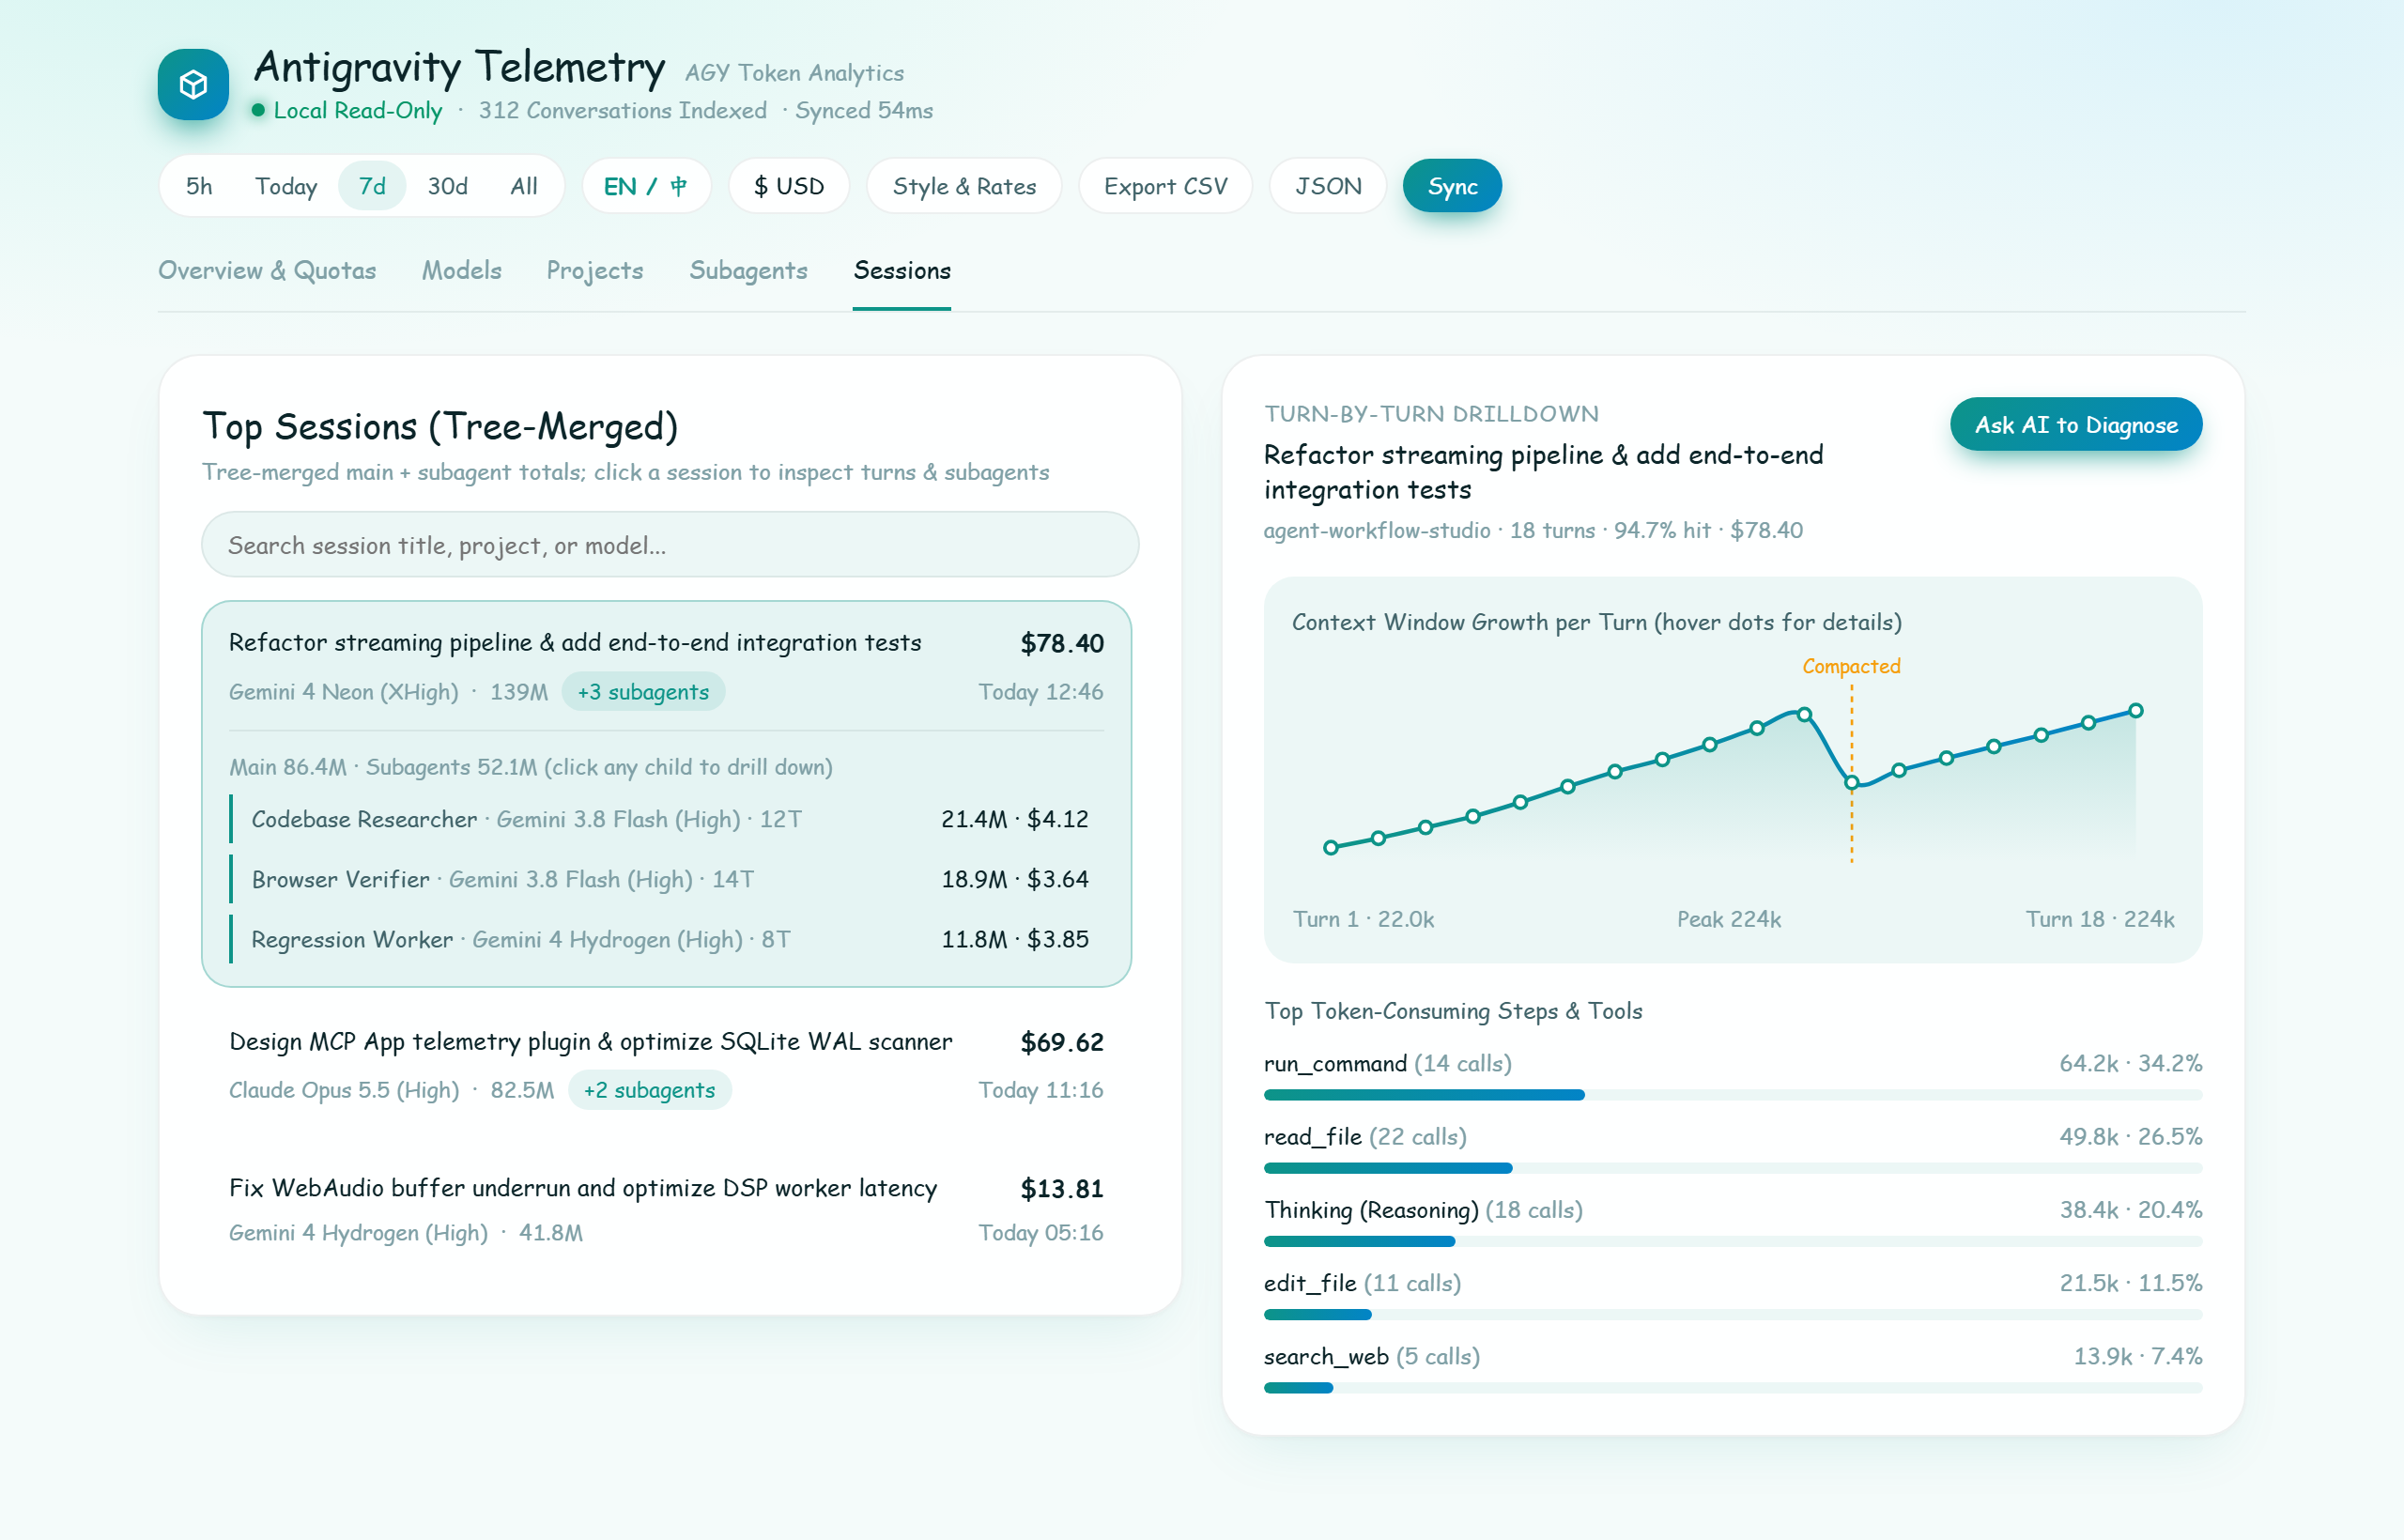 Antigravity Telemetry AGY Token Analytics
Local Read-Only · 312 Conversations Indexed · Synced 54ms
5h Today 7d 30d All EN / 中 $ USD Style & Rates Export CSV JSON Sync
Overview & Quotas Models Projects Subagents Sessions
Top Sessions (Tree-Merged)
Tree-merged main + subagent totals; click a session to inspect turns & subagents
Search session title, project, or model...
Refactor streaming pipeline & add end-to-end integration tests $78.40
Gemini 4 Neon (XHigh) · 139M +3 subagents Today 12:46
Main 86.4M · Subagents 52.1M (click any child to drill down)
Codebase Researcher · Gemini 3.8 Flash (High) · 12T 21.4M · $4.12
Browser Verifier · Gemini 3.8 Flash (High) · 14T 18.9M · $3.64
Regression Worker · Gemini 4 Hydrogen (High) · 8T 11.8M · $3.85
Design MCP App telemetry plugin & optimize SQLite WAL scanner $69.62
Claude Opus 5.5 (High) · 82.5M +2 subagents Today 11:16
Fix WebAudio buffer underrun and optimize DSP worker latency $13.81
Gemini 4 Hydrogen (High) · 41.8M Today 05:16
TURN-BY-TURN DRILLDOWN
Ask AI to Diagnose
Refactor streaming pipeline & add end-to-end
integration tests
agent-workflow-studio · 18 turns · 94.7% hit · $78.40
Context Window Growth per Turn (hover dots for details)
Compacted
Turn 1 · 22.0k Peak 224k Turn 18 · 224k
Top Token-Consuming Steps & Tools
run_command (14 calls) 64.2k · 34.2%
read_file (22 calls) 49.8k · 26.5%
Thinking (Reasoning) (18 calls) 38.4k · 20.4%
edit_file (11 calls) 21.5k · 11.5%
search_web (5 calls) 13.9k · 7.4%